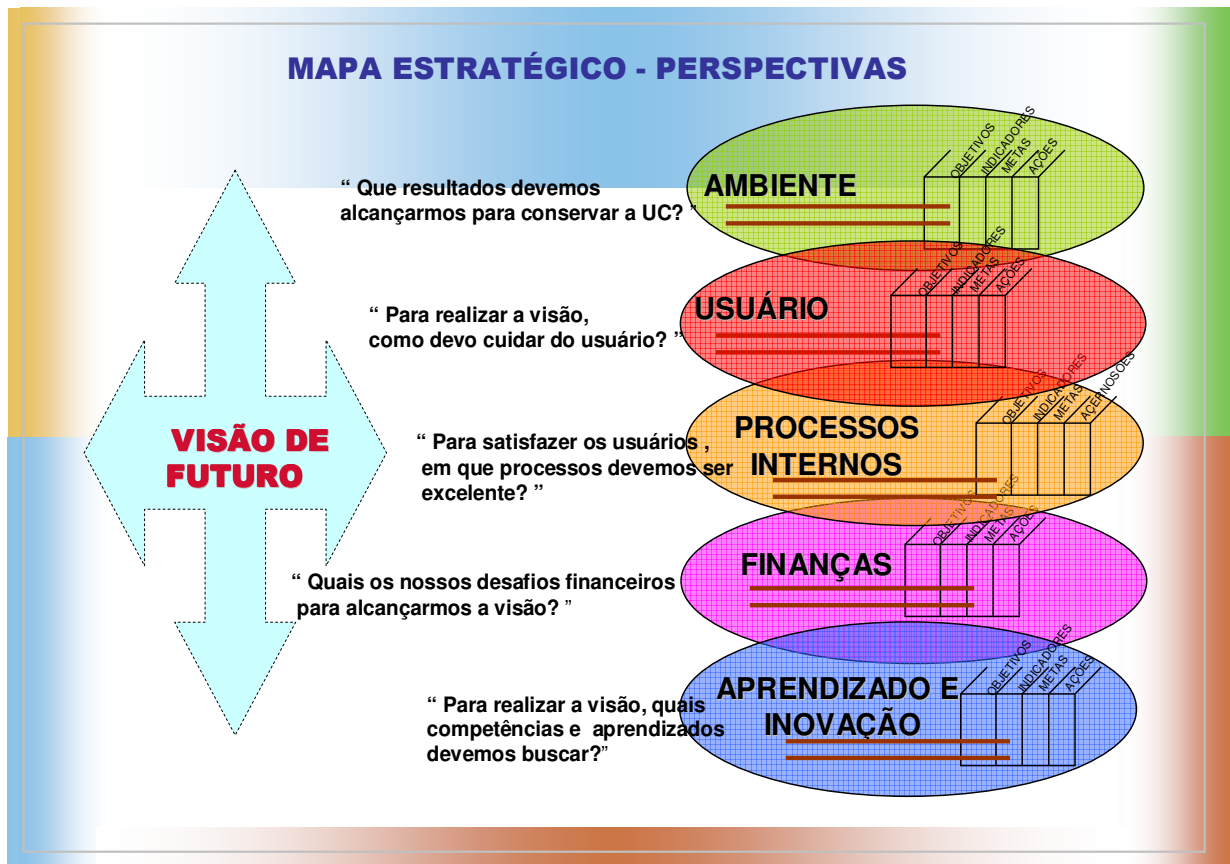 MAPA ESTRATÉGICO - PERSPECTIVAS
“ Que resultados devemos
alcançarmos para conservar a UC? ”
AMBIENTE
OBJETIVOS
INDICADORES
METAS
AÇÕES
“ Para realizar a visão,
como devo cuidar do usuário? ”
USUÁRIO
OBJETIVOS
INDICADORES
METAS
AÇÕES
VISÃO DE
FUTURO
“ Para satisfazer os usuários ,
em que processos devemos ser
excelente? ”
PROCESSOS
INTERNOS
OBJETIVOS
INDICADORES
METAS
AÇERNOSÕES
“ Quais os nossos desafios financeiros
para alcançarmos a visão? ”
FINANÇAS
OBJETIVOS
INDICADORES
METAS
AÇÕES
“ Para realizar a visão, quais
competências e aprendizados
devemos buscar?”
APRENDIZADO E
INOVAÇÃO
OBJETIVOS
INDICADORES
METAS
AÇÕES